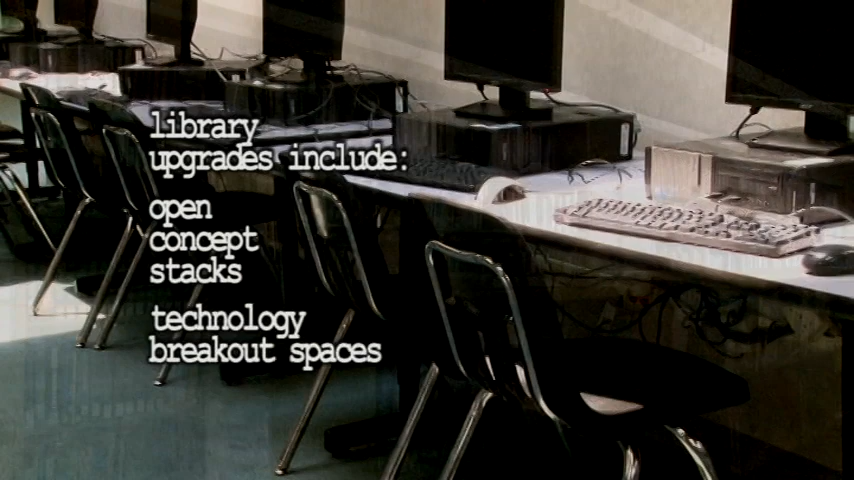 library
upgrades include:
open
concept
stacks
technology
breakout spaces